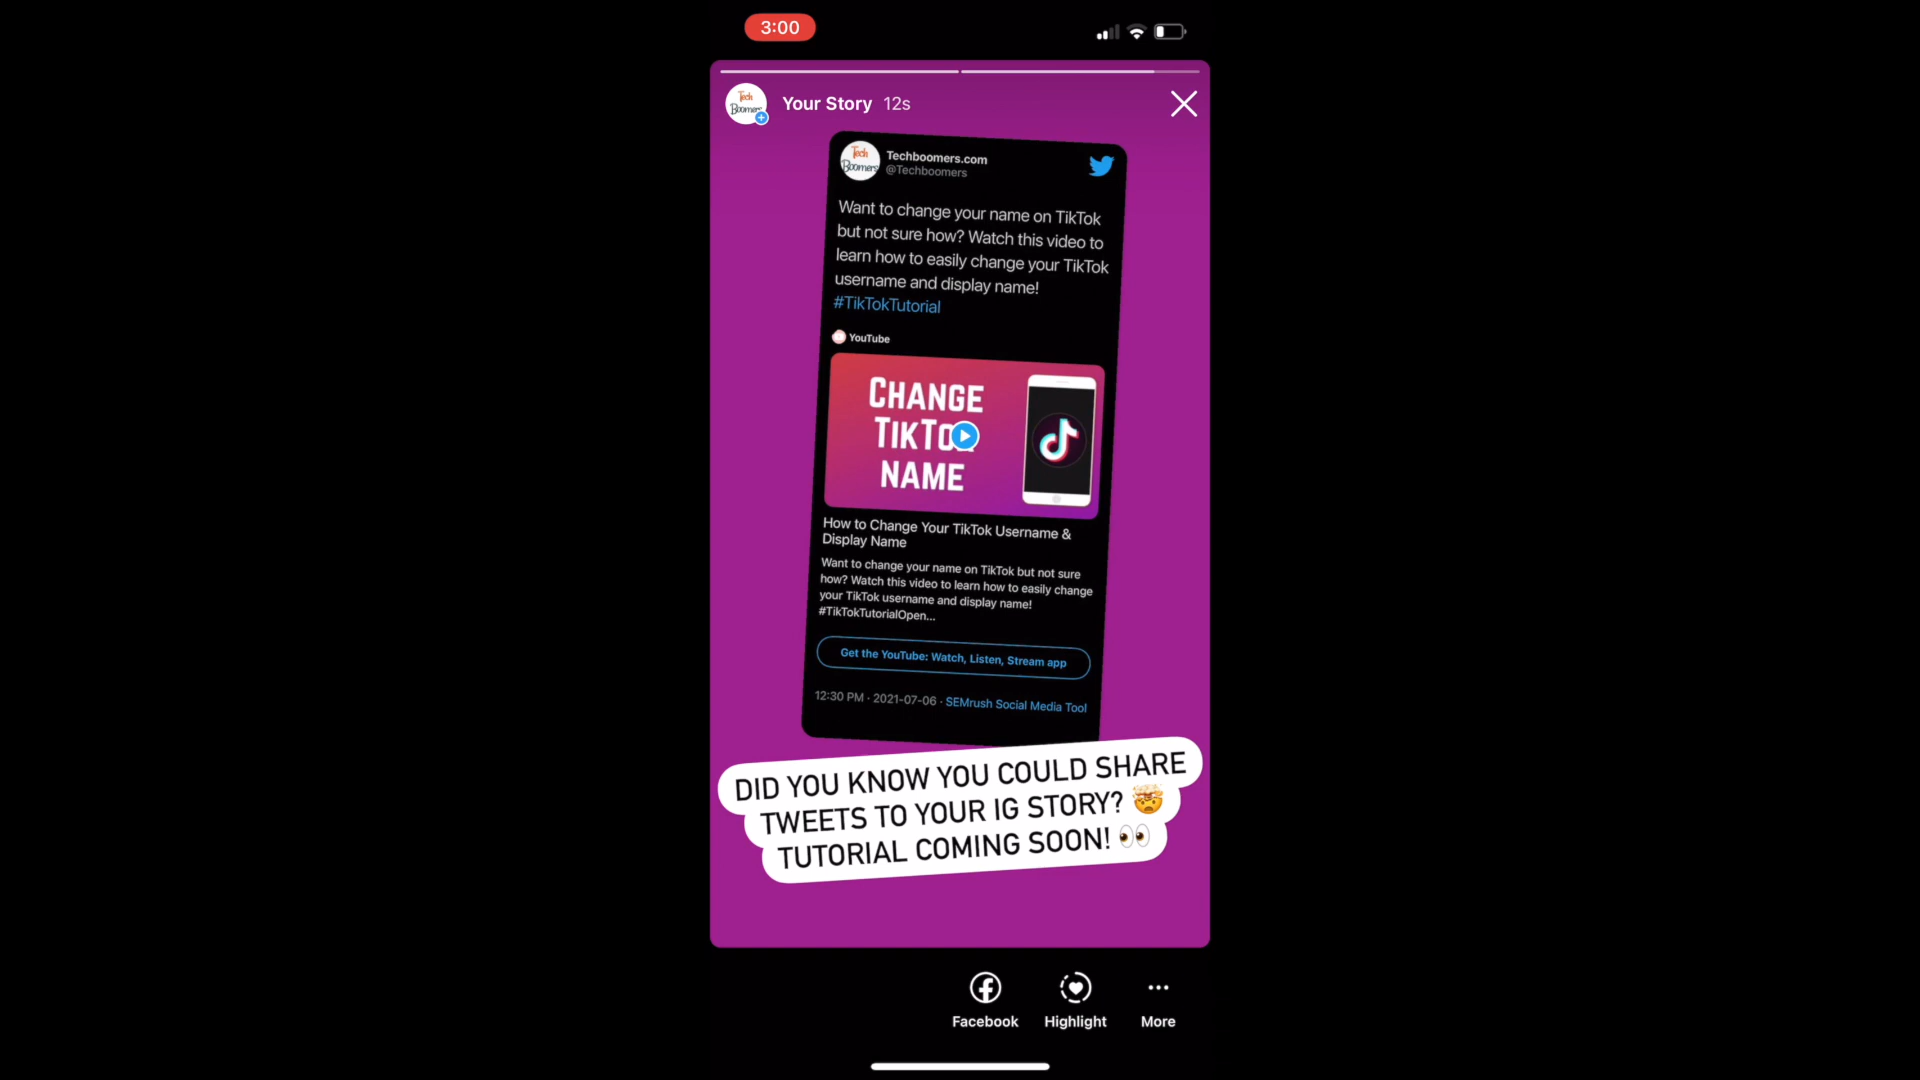 3:00
Tech
Boomers
Your Story 12s
Tech
Boomers
Techboomers.com
@Techboomers
Want to change your name on TikTok
but not sure how? Watch this video to
learn how to easily change your TikTok
username and display name!
#TikTokTutorial
YouTube
CHANGE
TIKTOK
NAME
How to Change Your TikTok Username &
Display Name
Want to change your name on TikTok but not sure
how? Watch this video to learn how to easily change
your TikTok username and display name!
#TikTokTutorialOpen...
Get the YouTube: Watch, Listen, Stream app
12:30 PM · 2021-07-06 · SEMrush Social Media Tool
DID YOU KNOW YOU COULD SHARE
TWEETS TO YOUR IG STORY? 🤯
TUTORIAL COMING SOON! 👀
Facebook
Highlight
More